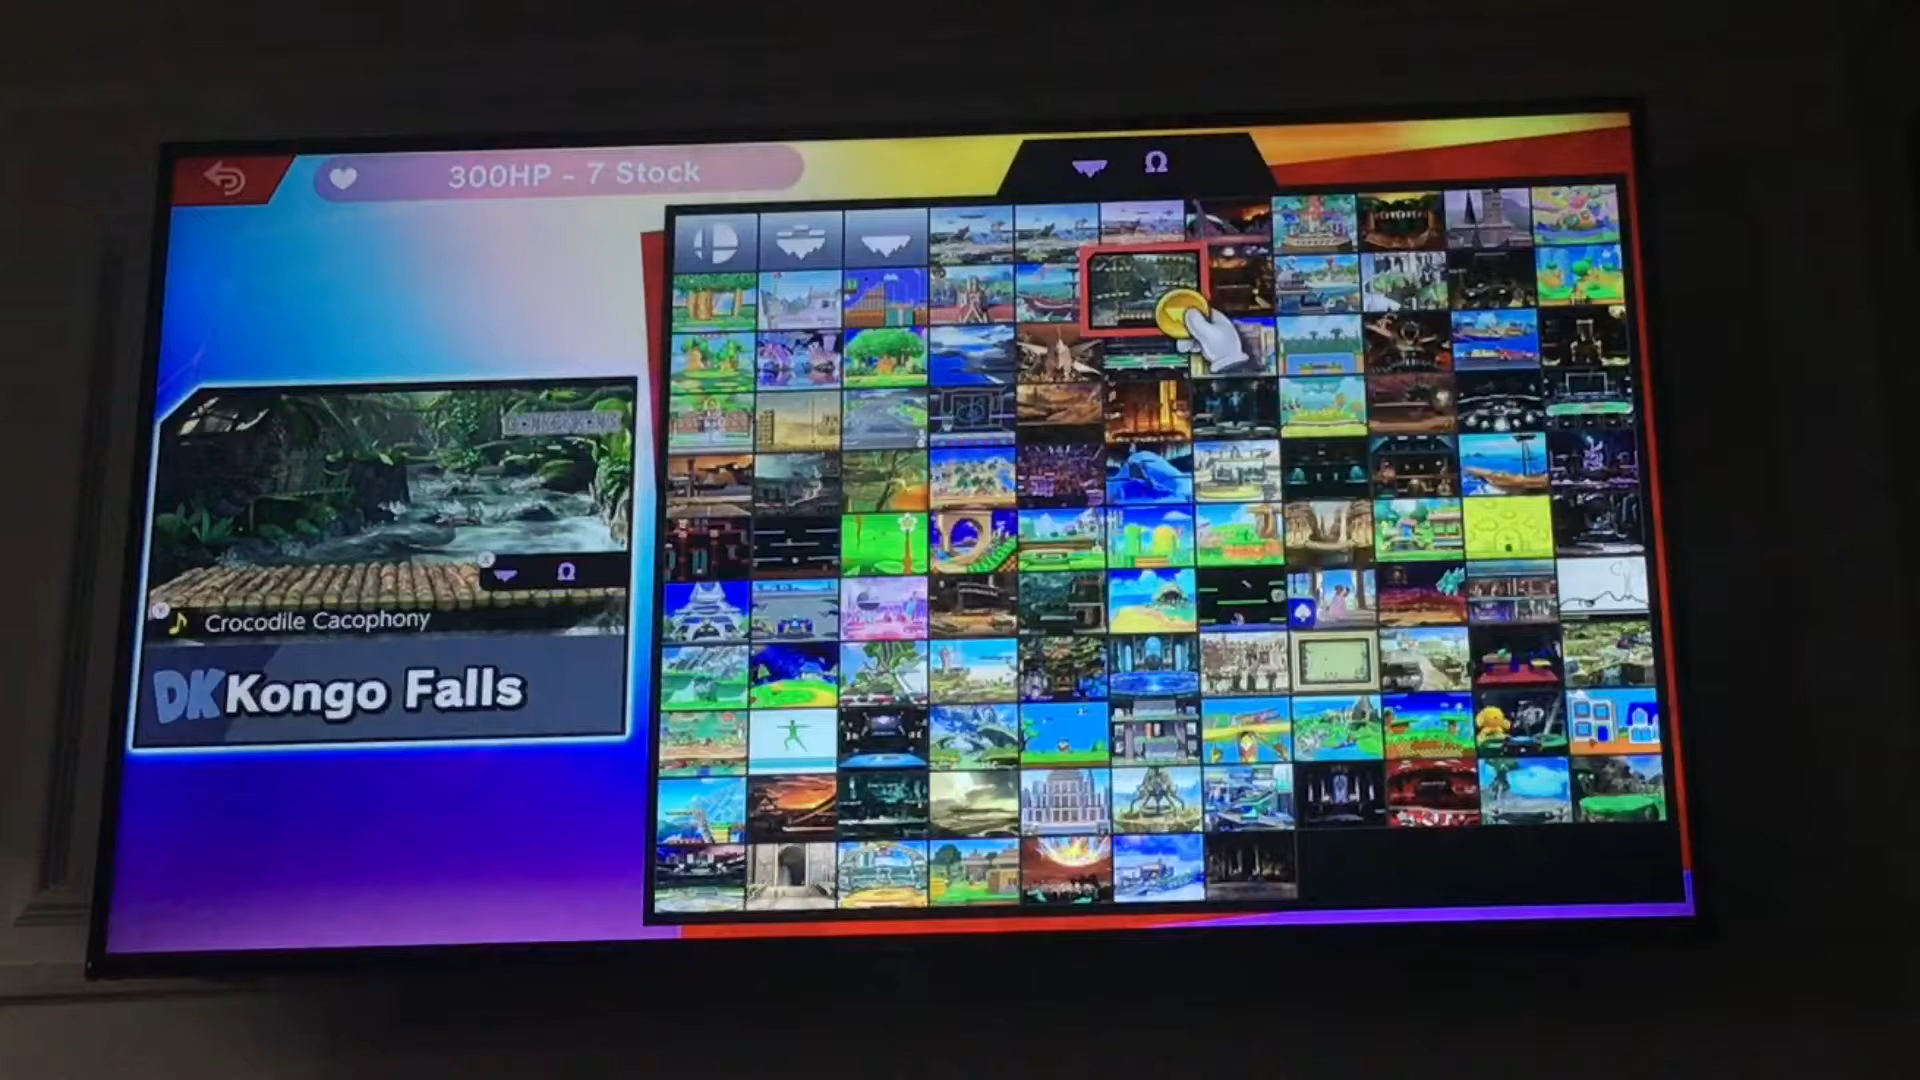 300HP - 7 Stock
Ω
Ω
Crocodile Cacophony
DK Kongo Falls